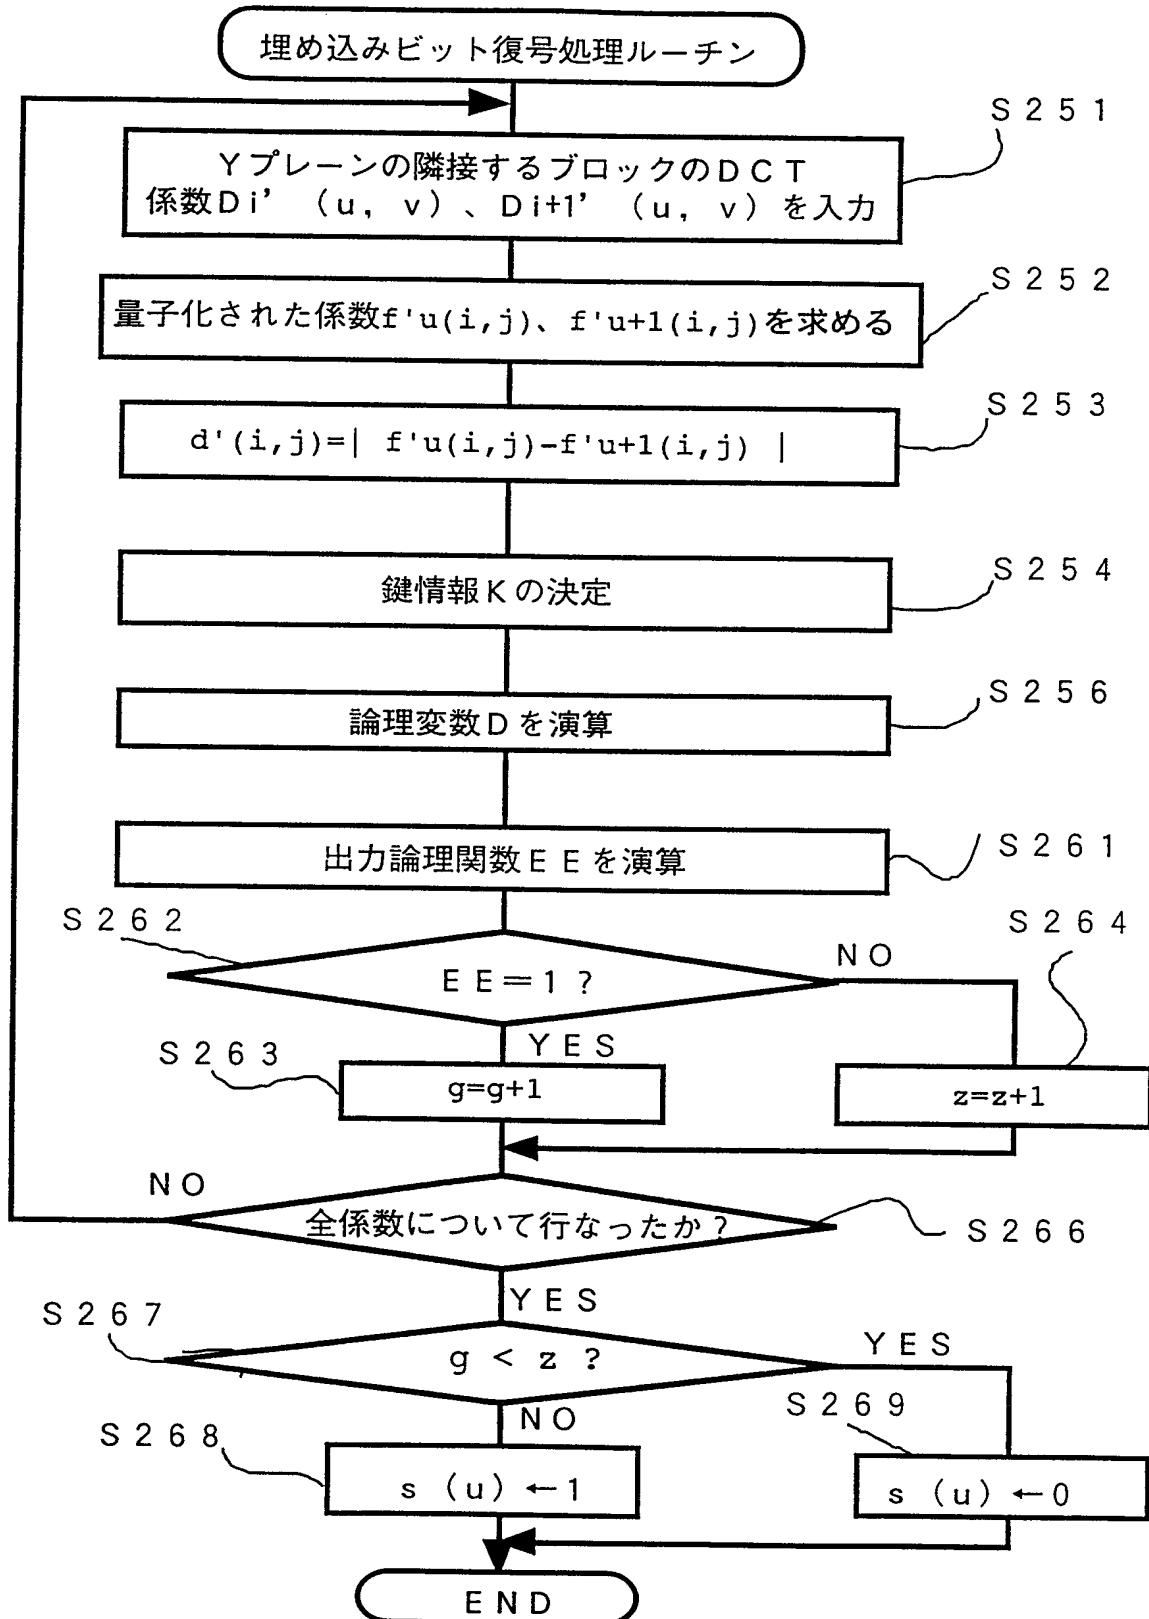 埋め込みビット復号処理ルーチン
S251
Yプレーンの隣接するブロックのDCT
係数Di'(u, v)、Di+1'(u, v)を入力
S252
量子化された係数f'u(i,j)、f'u+1(i,j)を求める
S253
d'(i,j)=| f'u(i,j)-f'u+1(i,j) |
S254
鍵情報Kの決定
S256
論理変数Dを演算
S261
出力論理関数EEを演算
S262
S264
NO
EE=1?
YES
S263
g=g+1
z=z+1
NO
全係数について行なったか?
S266
YES
S267
g < z ?
YES
NO
S269
S268
s (u) ←1
s (u) ←0
END